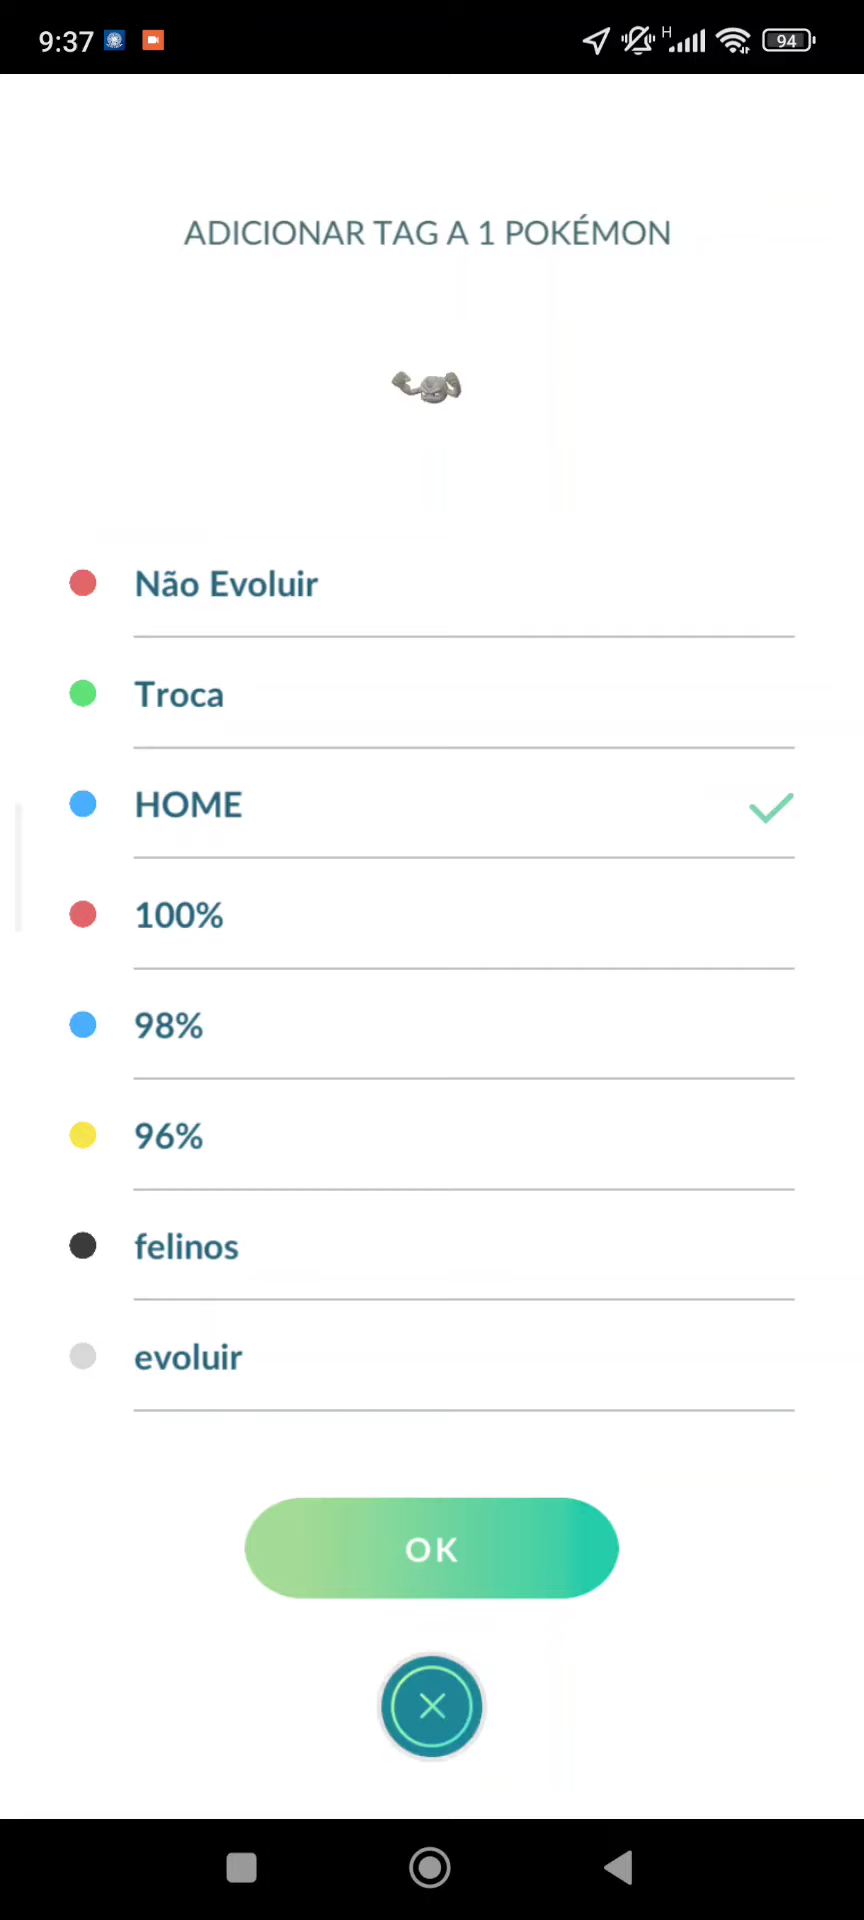 9:37
H
94
ADICIONAR TAG A 1 POKÉMON
Não Evoluir
Troca
HOME
100%
98%
96%
felinos
evoluir
OK